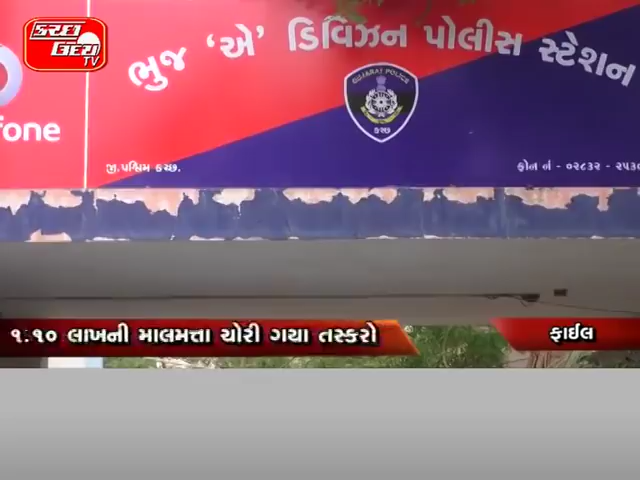 કચ્છ ઉદય TV
ભુજ 'એ' ડિવિઝન પોલીસ સ્ટેશન
fone
GUJARAT POLICE
કચ્છ
જી.પશ્ચિમ કચ્છ.
ફોન નં - ૦૨૮૩૨ - ૨૫૦
૧.૧૦ લાખની માલમત્તા ચોરી ગયા તસ્કરો
ફાઈલ